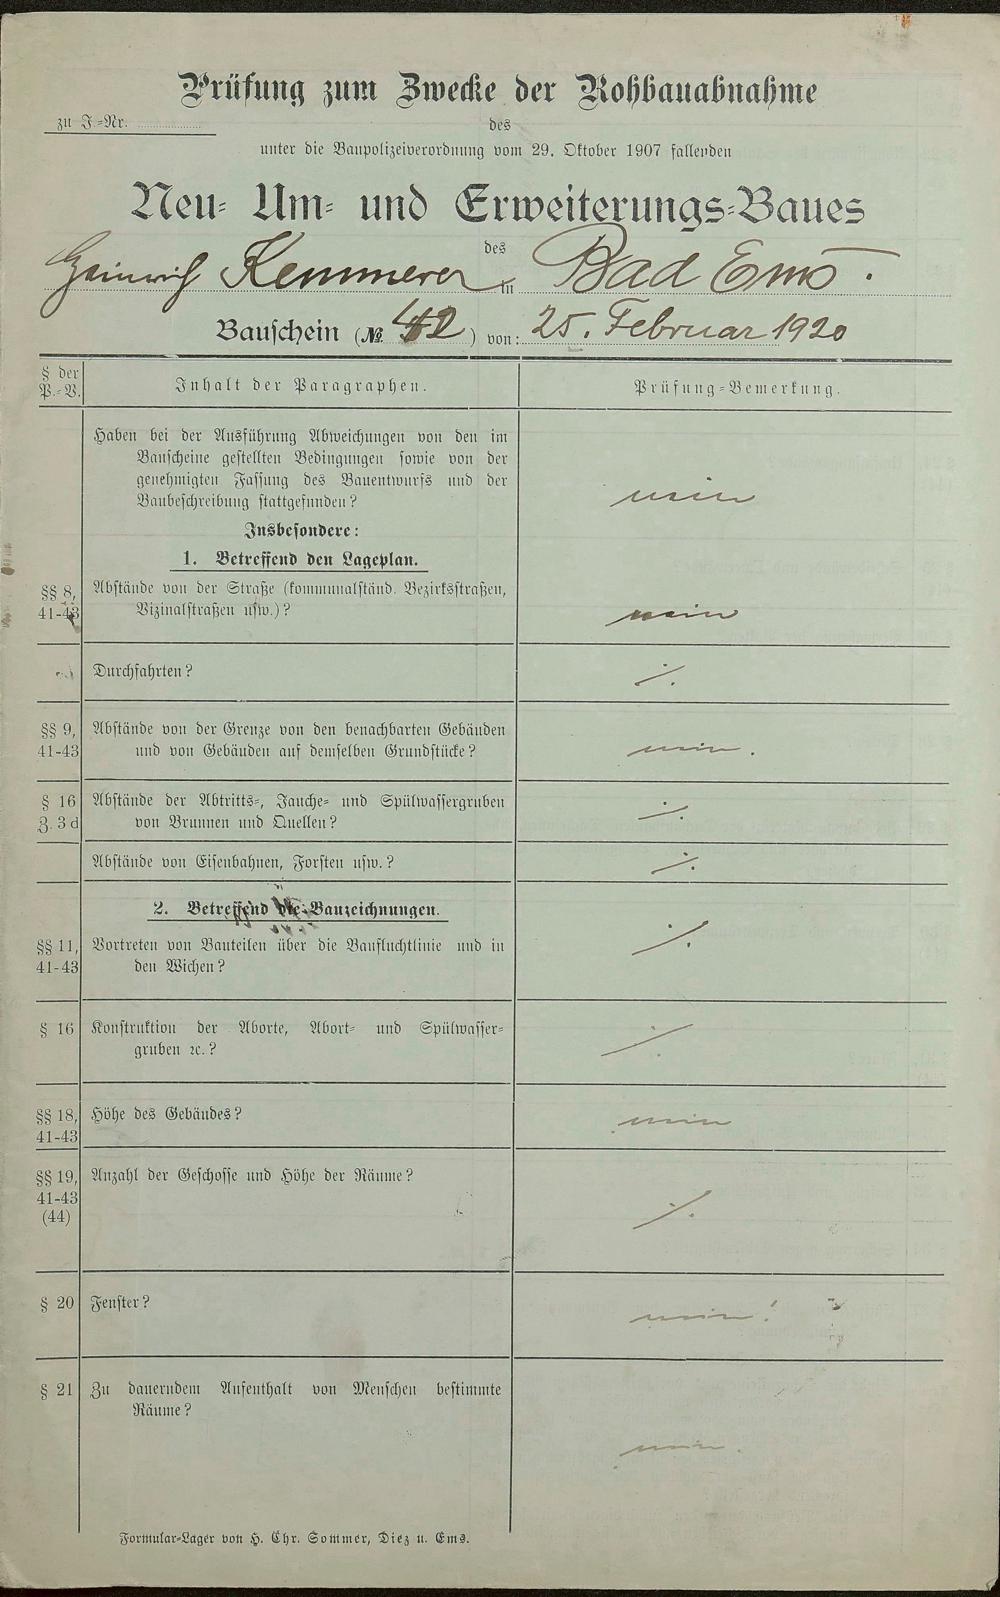 Prüfung zum Zwecke der Rohbauabnahme
zu J.-Nr.
des
unter die Baupolizeiverordnung vom 29. Oktober 1907 fallenden
Neu- Um- und Erweiterungs-Baues
des
Heinrich Kemmerer in Bad Ems.
Bauschein (№ 42) von: 25. Februar 1920
§ der P.-V. Inhalt der Paragraphen. Prüfung-Bemerkung.
Haben bei der Ausführung Abweichungen von den im
Bauscheine gestellten Bedingungen sowie von der
genehmigten Fassung des Bauentwurfs und der
Baubeschreibung stattgefunden? nein
Insbesondere:
1. Betreffend den Lageplan.
§§ 8, Abstände von der Straße (kommunalständ. Bezirksstraßen,
41-43 Vizinalstraßen usw.)? nein
Durchfahrten? ./.
§§ 9, Abstände von der Grenze von den benachbarten Gebäuden
41-43 und von Gebäuden auf demselben Grundstücke? nein.
§ 16 Abstände der Abtritts-, Jauche- und Spülwassergruben
Z. 3 d von Brunnen und Quellen? ./.
Abstände von Eisenbahnen, Forsten usw.? ./.
2. Betreffend die Bauzeichnungen.
§§ 11, Vortreten von Bauteilen über die Baufluchtlinie und in
41-43 den Wichen? ./.
§ 16 Konstruktion der Aborte, Abort- und Spülwasser-
gruben ꝛc.? ./.
§§ 18, Höhe des Gebäudes? nein
41-43
§§ 19, Anzahl der Geschosse und Höhe der Räume?
41-43 ./.
(44)
§ 20 Fenster? nein!
§ 21 Zu dauerndem Aufenthalt von Menschen bestimmte
Räume? nein.
Formular-Lager von H. Chr. Sommer, Diez u. Ems.